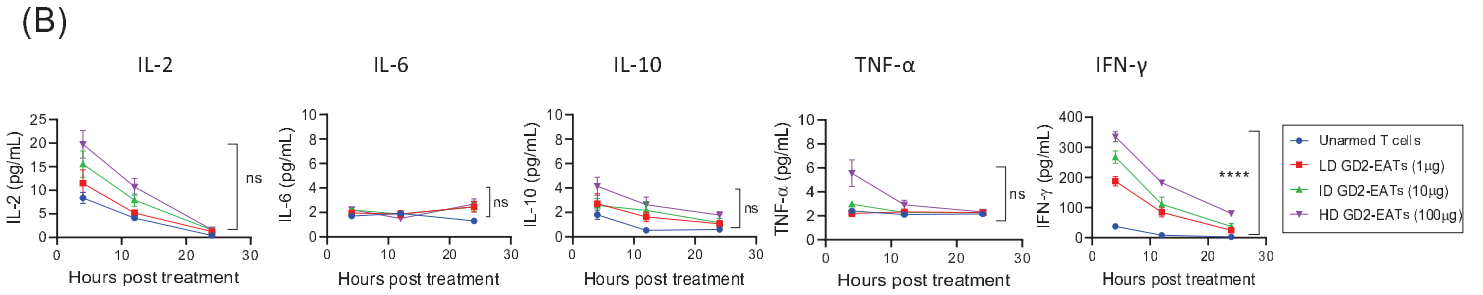 (B)
IL-2
IL-6
IL-10
TNF-α
IFN-γ
IL-2 (pg/mL)
25
20
15
10
5
0
0 10 20 30
Hours post treatment
ns
IL-6 (pg/mL)
10
8
6
4
2
0
0 10 20 30
Hours post treatment
ns
IL-10 (pg/mL)
10
8
6
4
2
0
0 10 20 30
Hours post treatment
ns
TNF-α (pg/mL)
10
8
6
4
2
0
0 10 20 30
Hours post treatment
ns
IFN-γ (pg/mL)
400
300
200
100
0
0 10 20 30
Hours post treatment
****
Unarmed T cells
LD GD2-EATs (1μg)
ID GD2-EATs (10μg)
HD GD2-EATs (100μg)